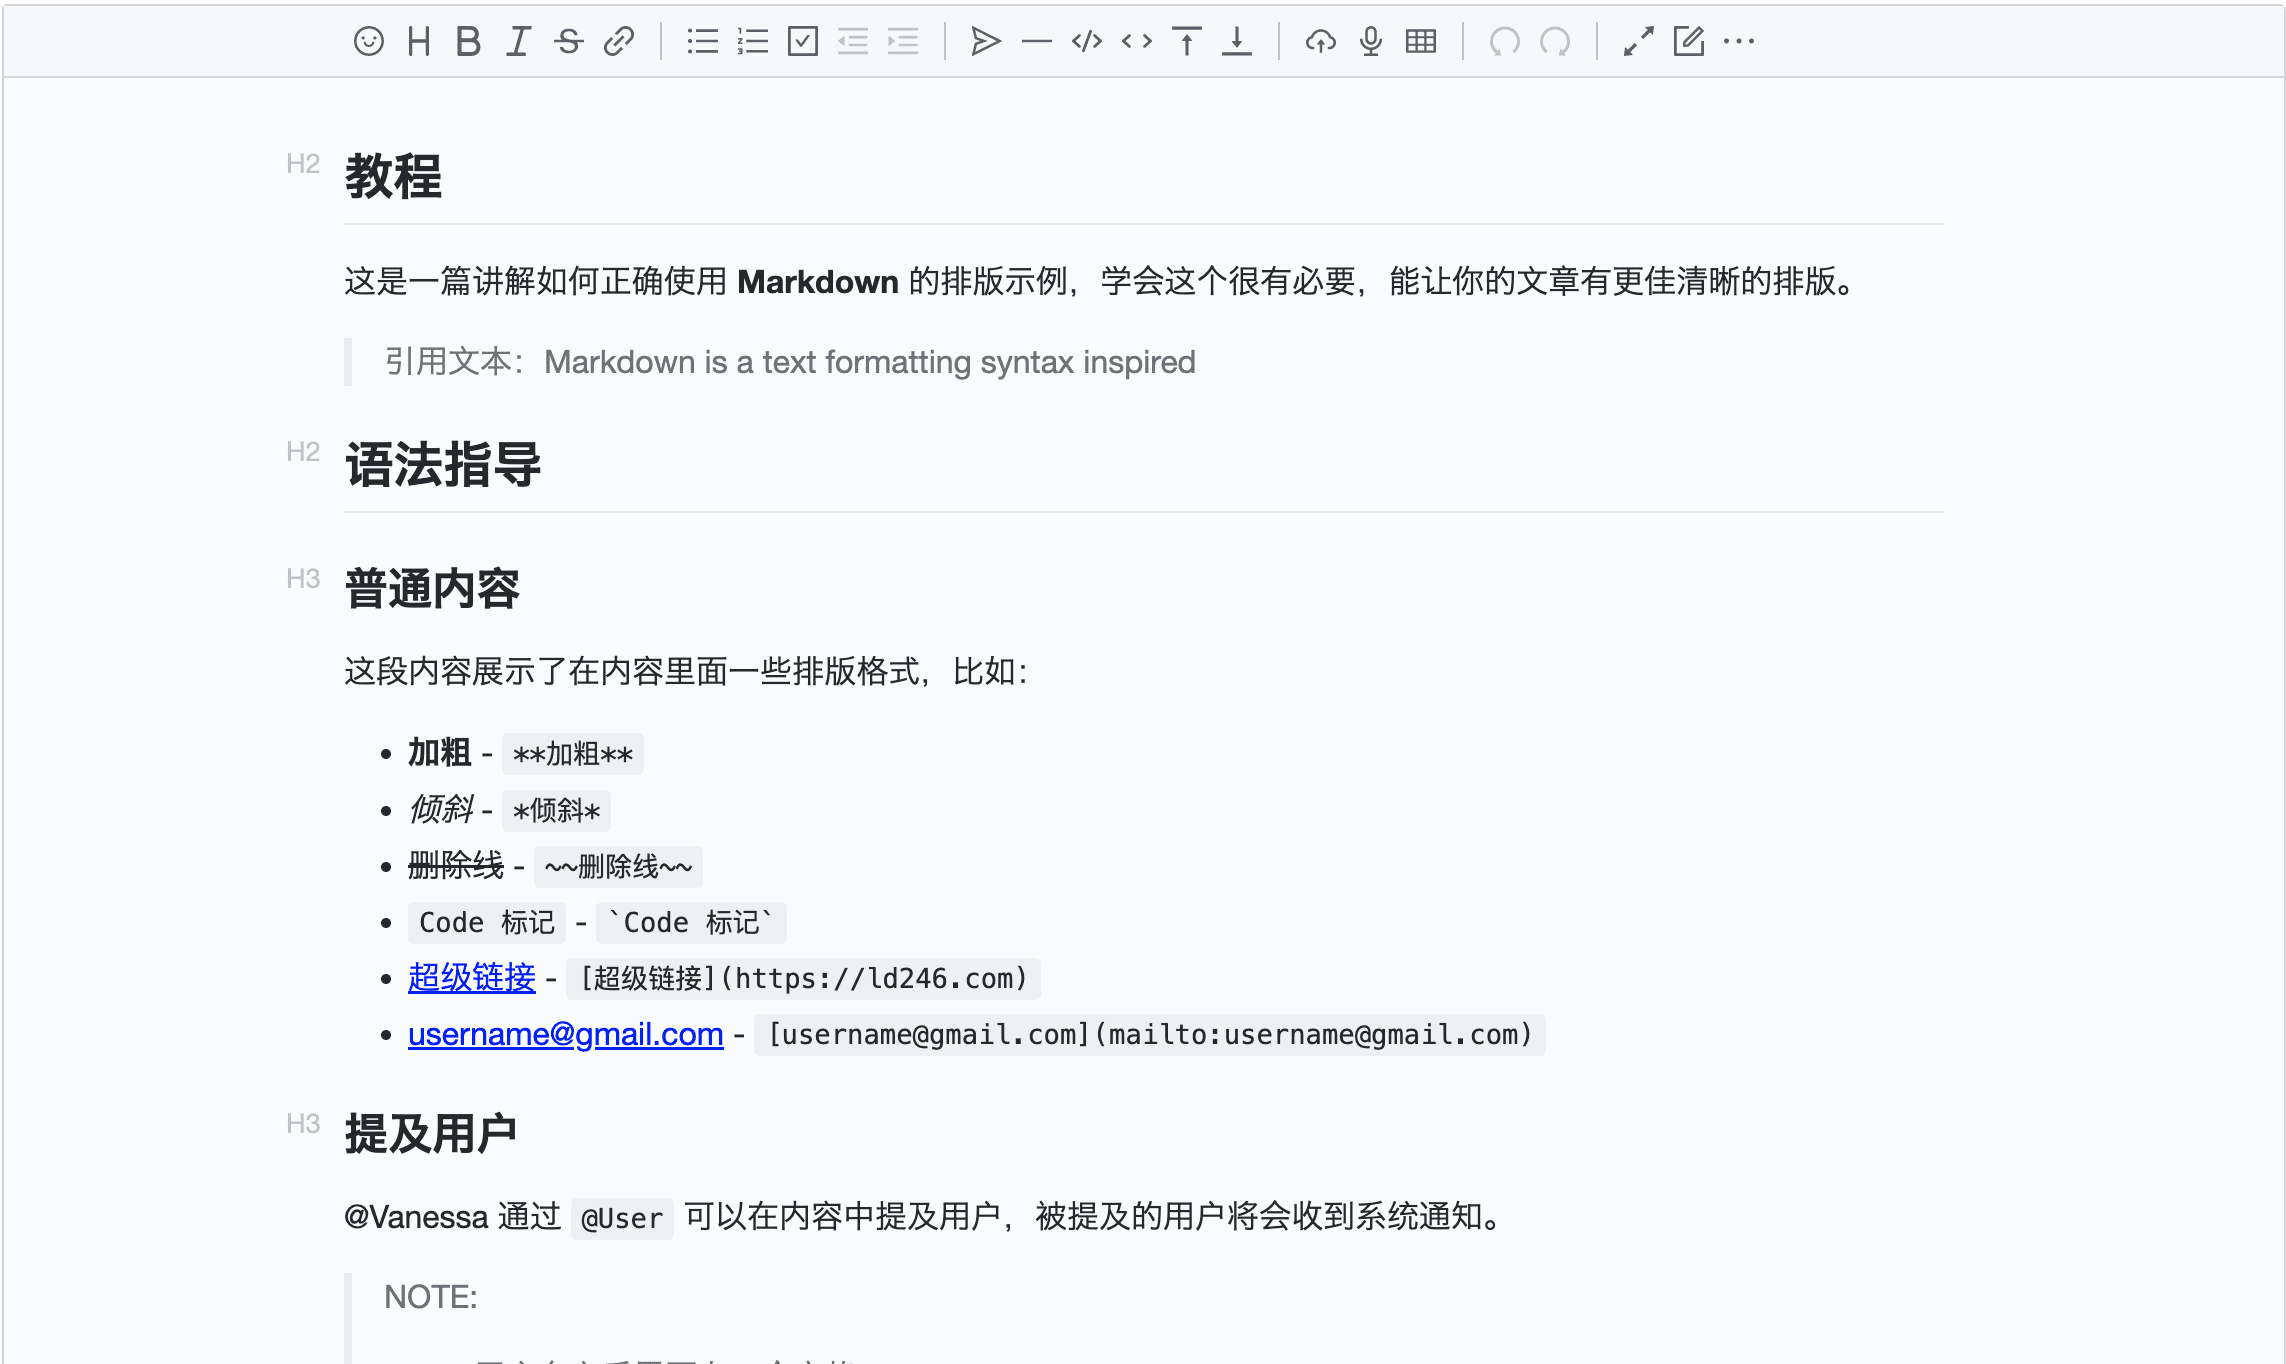 H2 教程
这是一篇讲解如何正确使用 Markdown 的排版示例，学会这个很有必要，能让你的文章有更佳清晰的排版。
引用文本：Markdown is a text formatting syntax inspired
H2 语法指导
H3 普通内容
这段内容展示了在内容里面一些排版格式，比如：
• 加粗 - **加粗**
• 倾斜 - *倾斜*
• 删除线 - ~~删除线~~
• Code 标记 - `Code 标记`
• 超级链接 - [超级链接](https://ld246.com)
• username@gmail.com - [username@gmail.com](mailto:username@gmail.com)
H3 提及用户
@Vanessa 通过 @User 可以在内容中提及用户，被提及的用户将会收到系统通知。
NOTE: